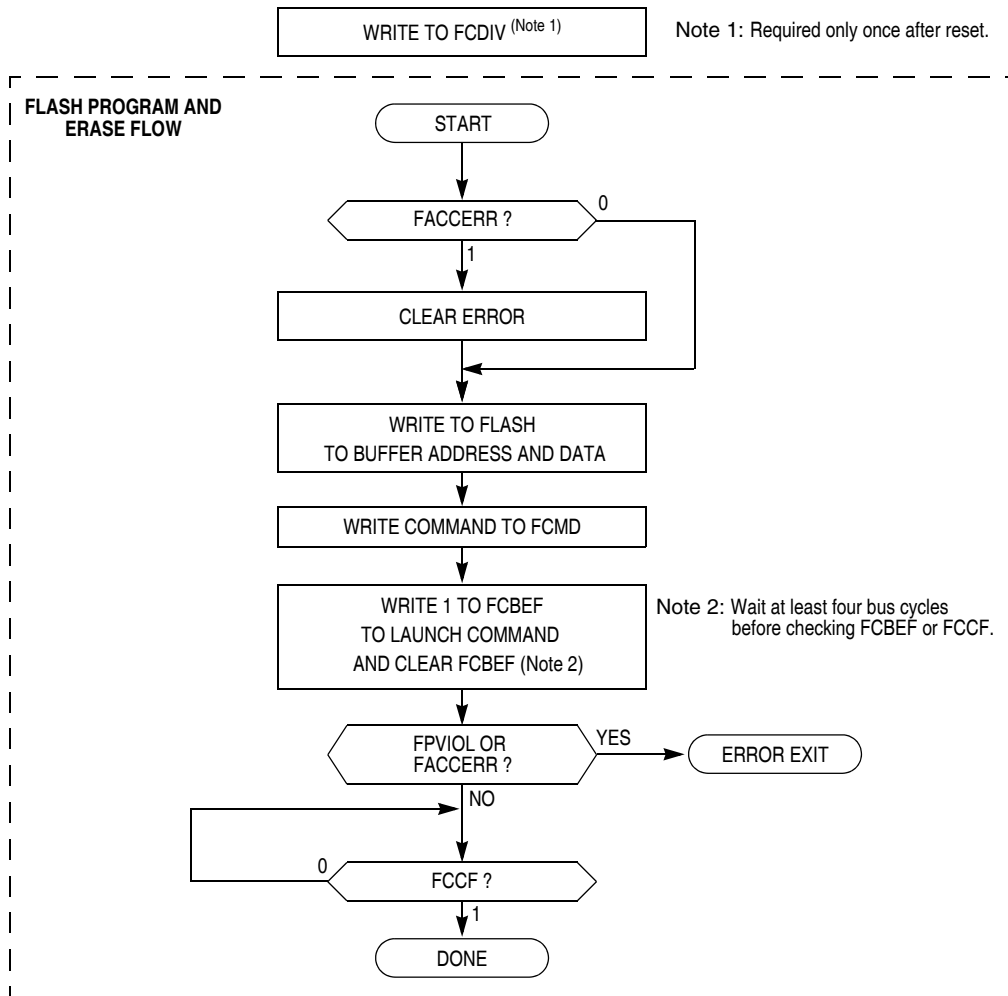 WRITE TO FCDIV (Note 1)
Note 1: Required only once after reset.
FLASH PROGRAM AND
ERASE FLOW
START
FACCERR ?
0
1
CLEAR ERROR
WRITE TO FLASH
TO BUFFER ADDRESS AND DATA
WRITE COMMAND TO FCMD
WRITE 1 TO FCBEF
TO LAUNCH COMMAND
AND CLEAR FCBEF (Note 2)
Note 2: Wait at least four bus cycles
before checking FCBEF or FCCF.
FPVIOL OR
FACCERR ?
YES
ERROR EXIT
NO
0
FCCF ?
1
DONE